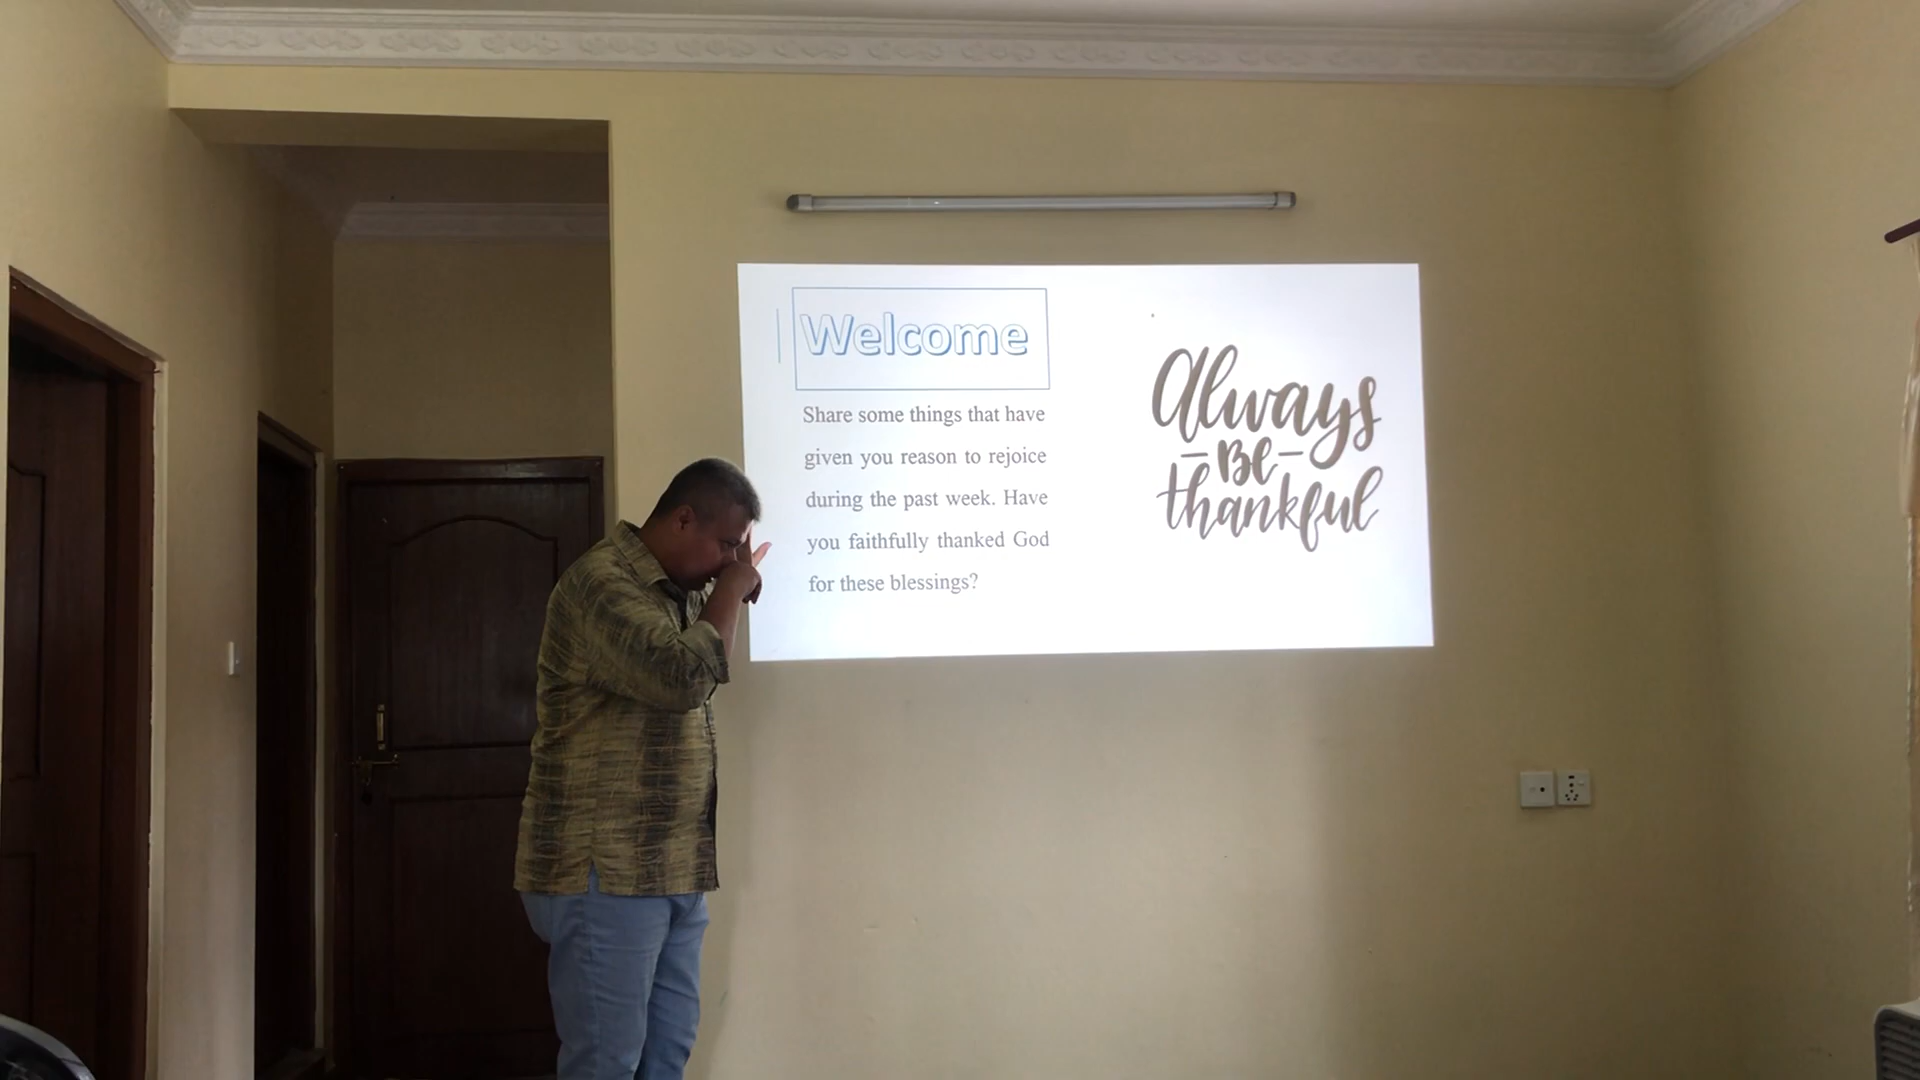 Welcome
Share some things that have
given you reason to rejoice
during the past week. Have
you faithfully thanked God
for these blessings?
Always
-Be-
thankful